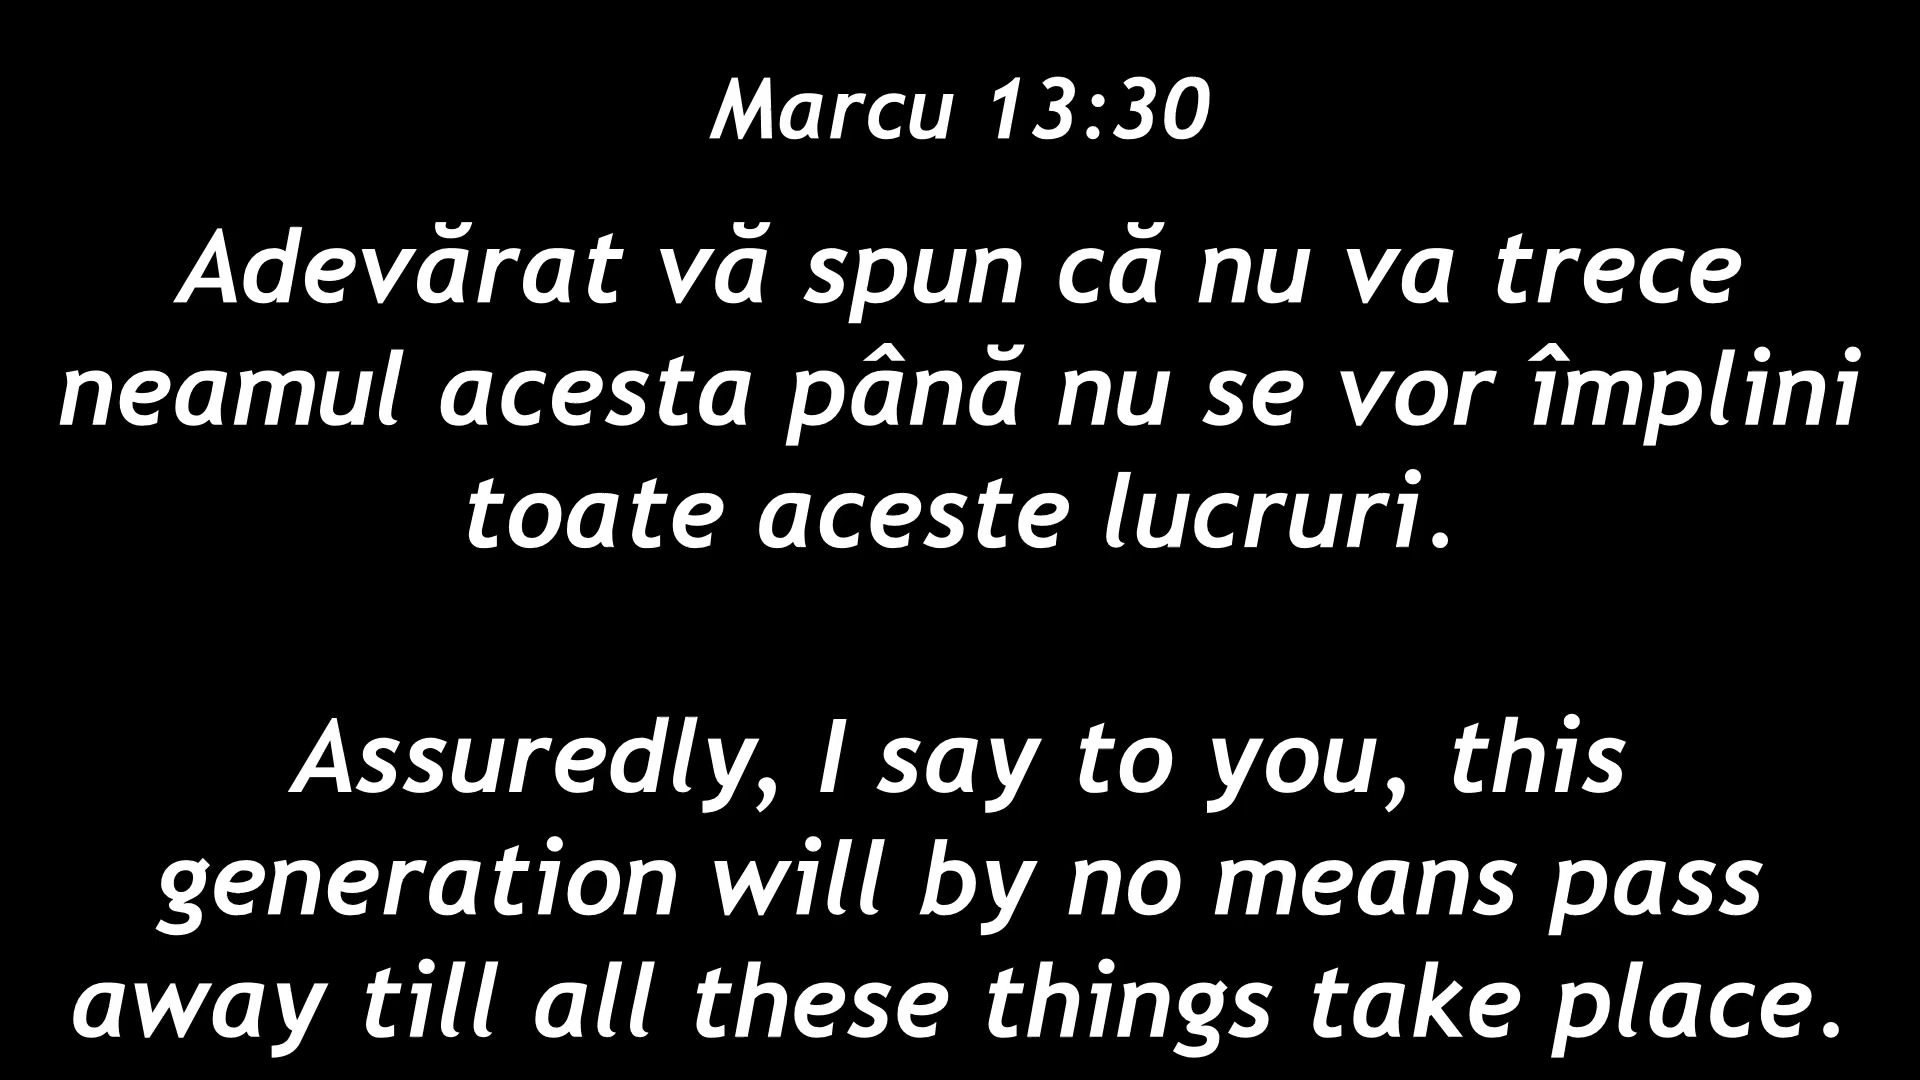 Marcu 13:30
Adevărat vă spun că nu va trece
neamul acesta până nu se vor împlini
toate aceste lucruri.
Assuredly, I say to you, this
generation will by no means pass
away till all these things take place.